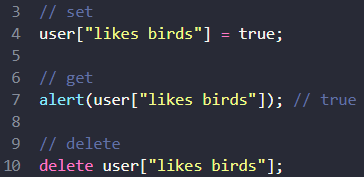 3 // set
4 user["likes birds"] = true;
5
6 // get
7 alert(user["likes birds"]); // true
8
9 // delete
10 delete user["likes birds"];